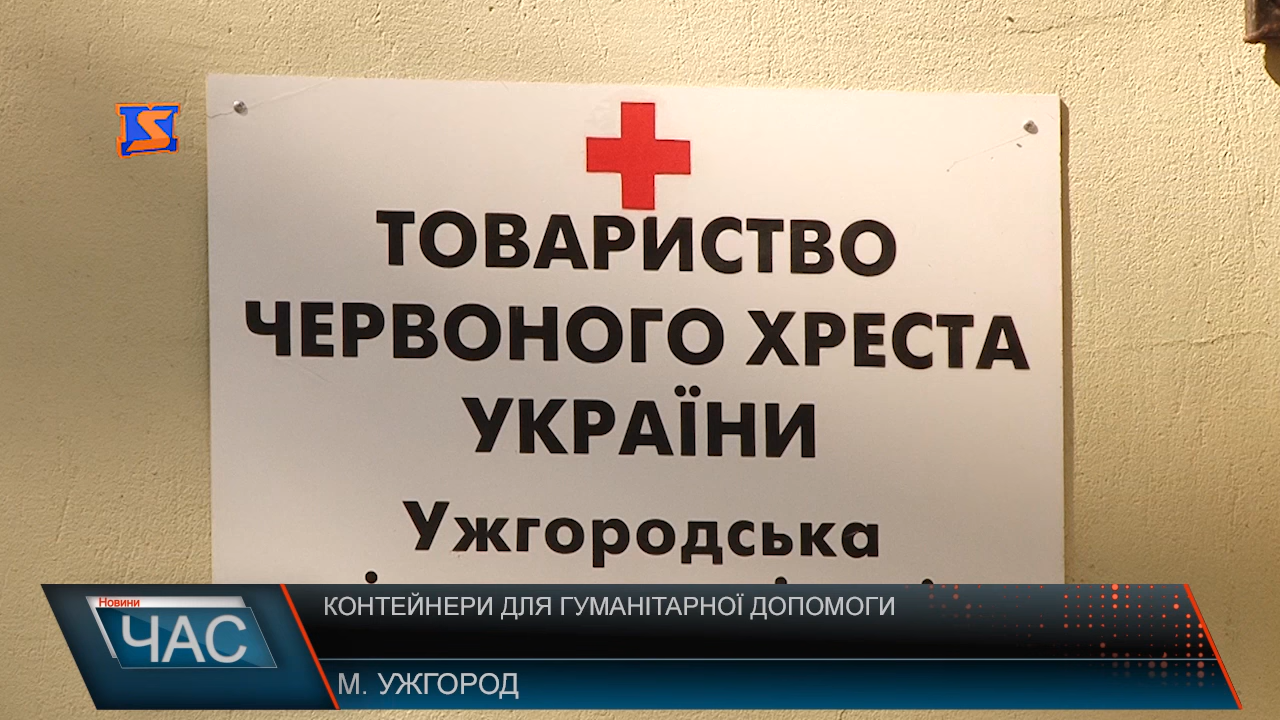 ТОВАРИСТВО
ЧЕРВОНОГО ХРЕСТА
УКРАЇНИ
Ужгородська
Новини
ЧАС
КОНТЕЙНЕРИ ДЛЯ ГУМАНІТАРНОЇ ДОПОМОГИ
М. УЖГОРОД